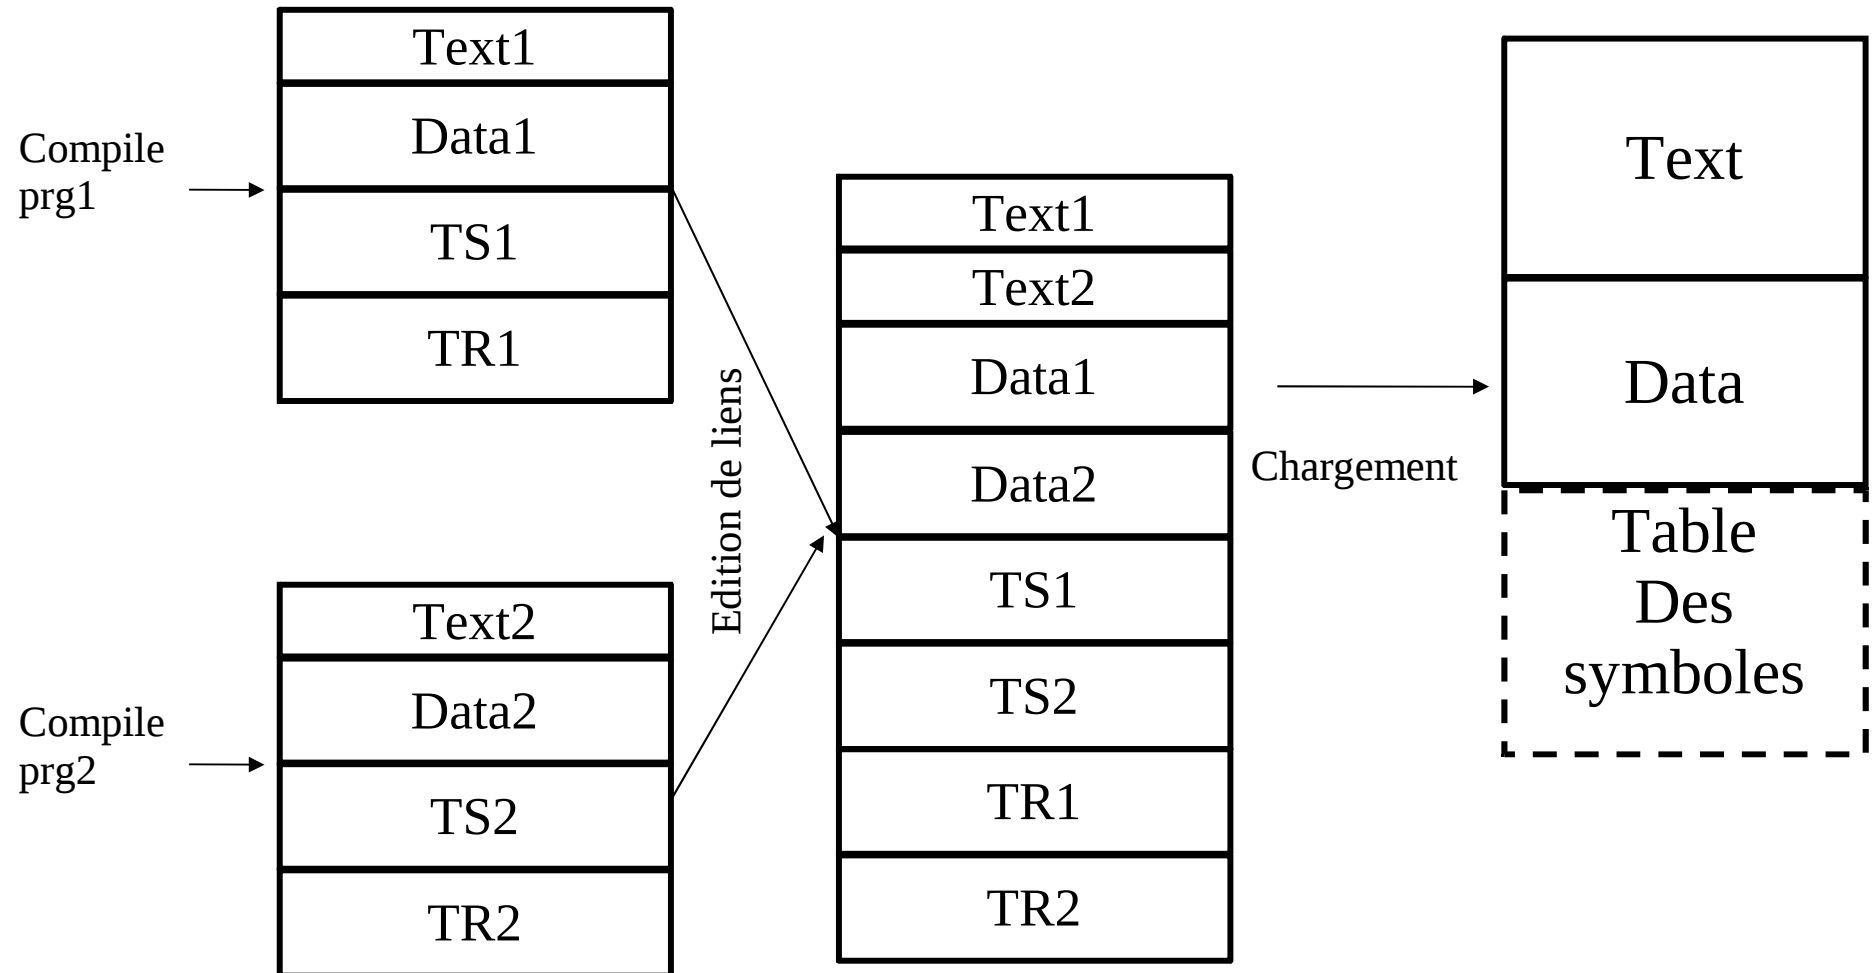 Compile
prg1
Text1
Data1
TS1
TR1
Compile
prg2
Text2
Data2
TS2
TR2
Edition de liens
Text1
Text2
Data1
Data2
TS1
TS2
TR1
TR2
Chargement
Text
Data
Table
Des
symboles